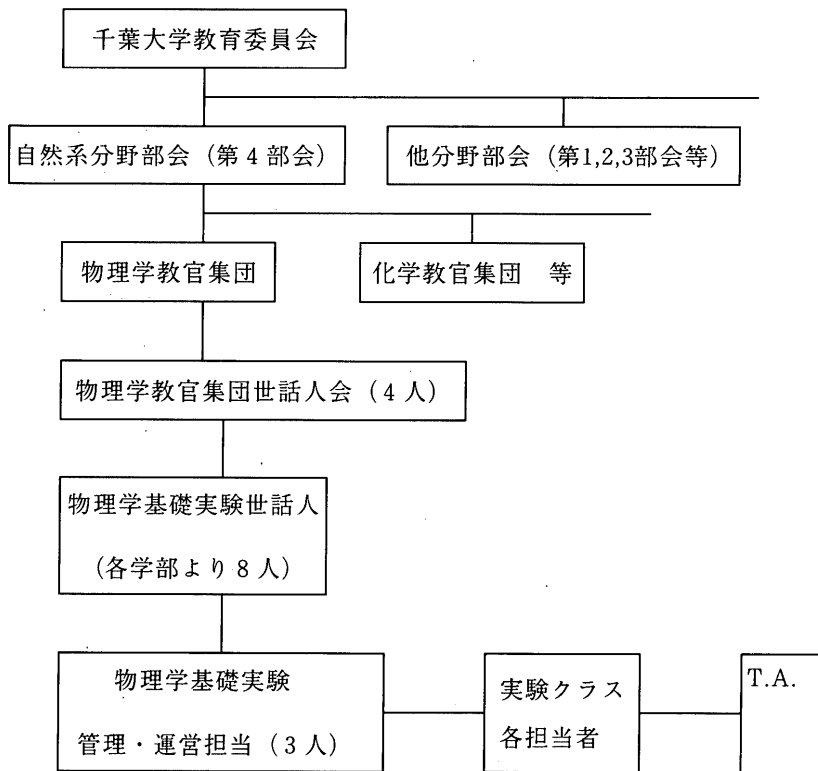 千葉大学教育委員会
自然系分野部会（第４部会）
他分野部会（第1,2,3部会等）
物理学教官集団
化学教官集団　等
物理学教官集団世話人会（４人）
物理学基礎実験世話人
（各学部より８人）
物理学基礎実験
管理・運営担当（３人）
実験クラス
各担当者
T.A.